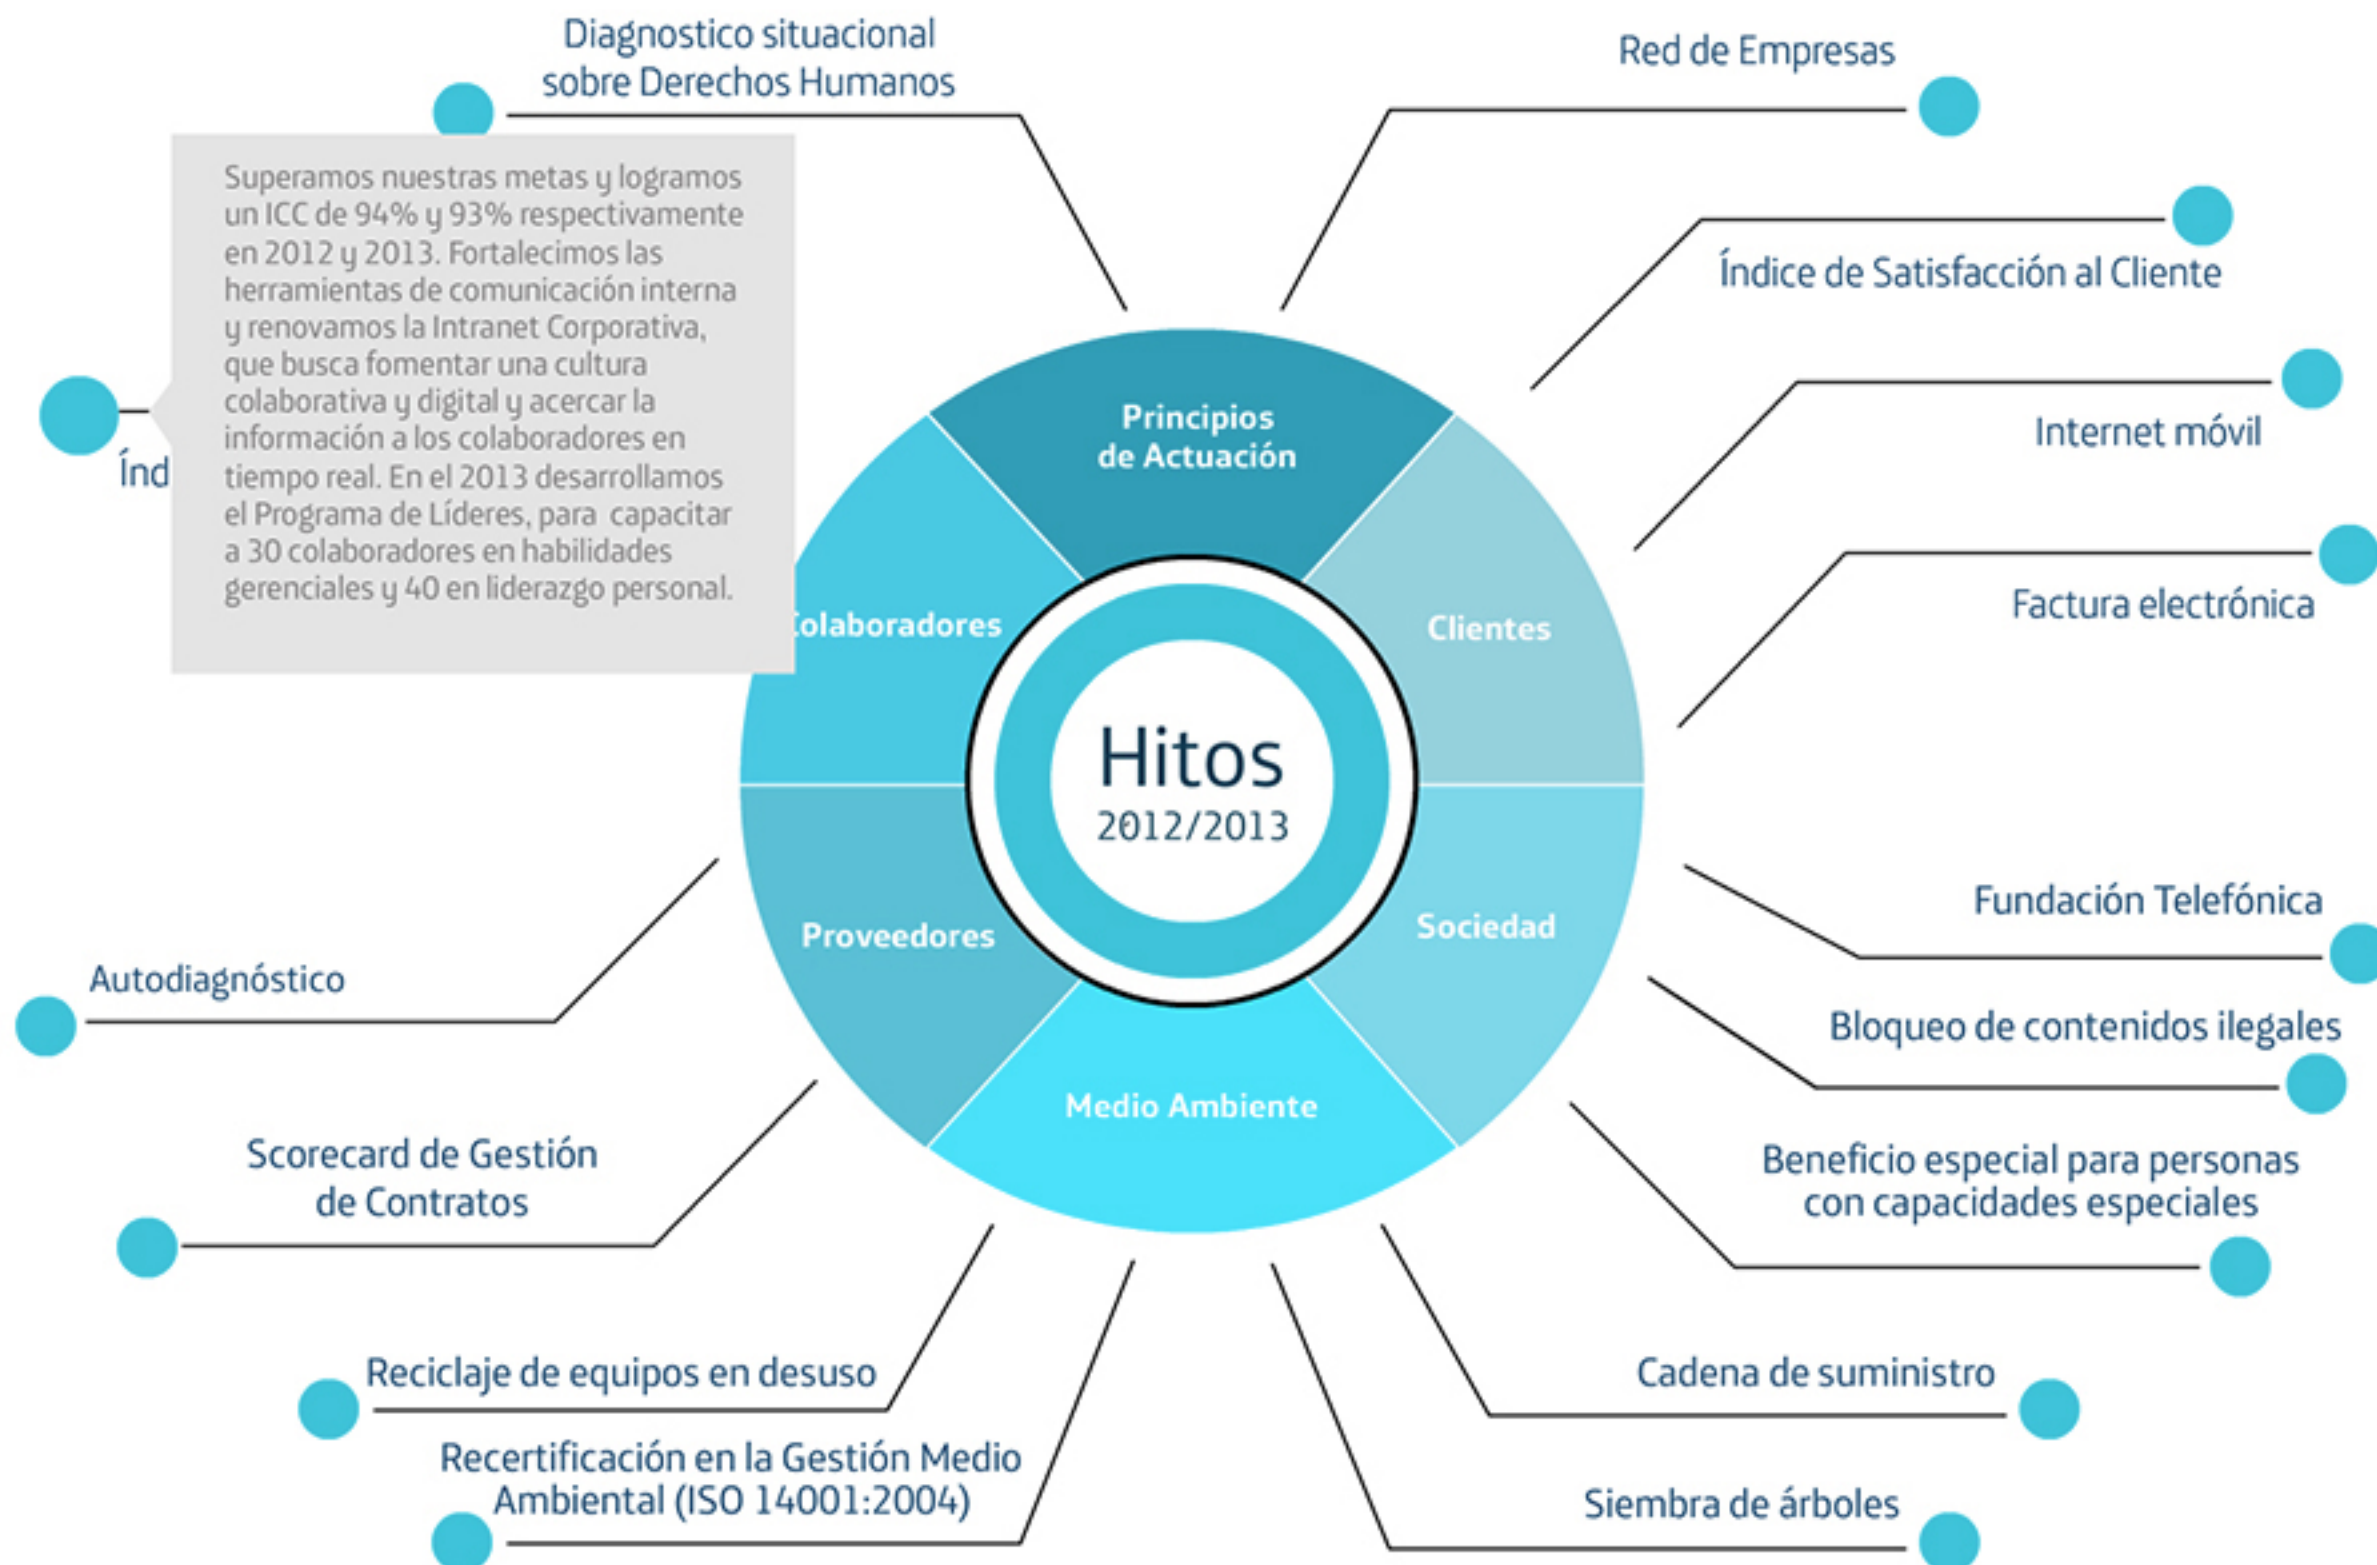 Diagnostico situacional
sobre Derechos Humanos
Red de Empresas
Superamos nuestras metas y logramos
un ICC de 94% y 93% respectivamente
en 2012 y 2013. Fortalecimos las
herramientas de comunicación interna
y renovamos la Intranet Corporativa,
que busca fomentar una cultura
colaborativa y digital y acercar la
información a los colaboradores en
tiempo real. En el 2013 desarrollamos
el Programa de Líderes, para capacitar
a 30 colaboradores en habilidades
gerenciales y 40 en liderazgo personal.
Índ
Índice de Satisfacción al Cliente
Internet móvil
Factura electrónica
Principios
de Actuación
Colaboradores
Clientes
Hitos
2012/2013
Proveedores
Sociedad
Medio Ambiente
Fundación Telefónica
Bloqueo de contenidos ilegales
Beneficio especial para personas
con capacidades especiales
Autodiagnóstico
Scorecard de Gestión
de Contratos
Reciclaje de equipos en desuso
Recertificación en la Gestión Medio
Ambiental (ISO 14001:2004)
Cadena de suministro
Siembra de árboles